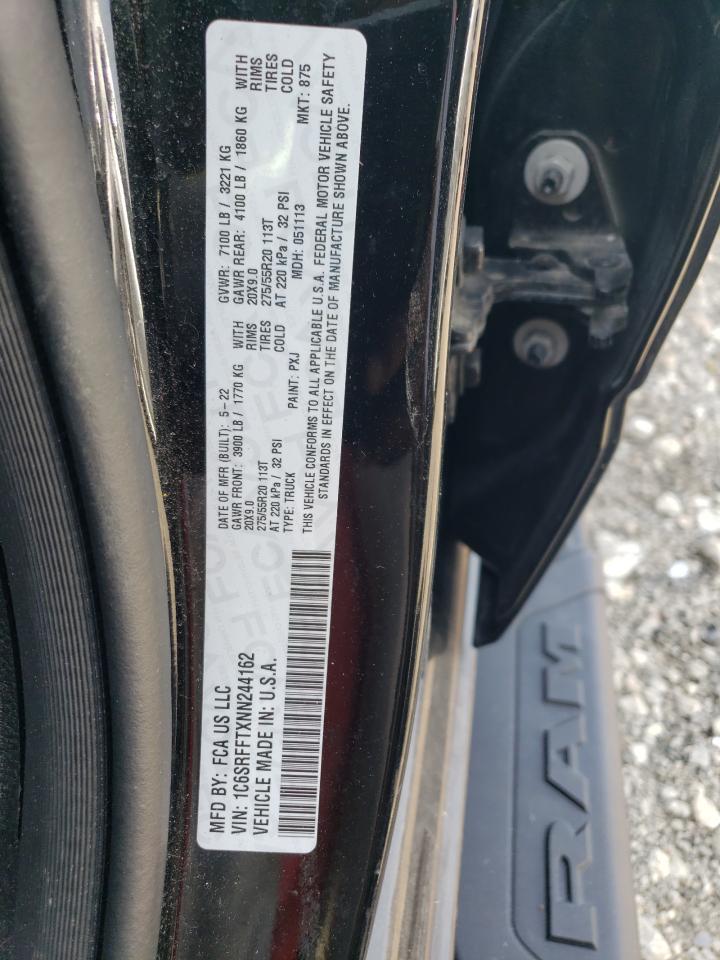 MFD BY: FCA US LLC
VIN: 1C6SRFFTXNN244162
VEHICLE MADE IN: U.S.A.
DATE OF MFR (BUILT): 5-22
GVWR: 7100 LB / 3221 KG
GAWR FRONT: 3900 LB / 1770 KG WITH
20X9.0 RIMS
275/55R20 113T TIRES
AT 220 kPa / 32 PSI COLD
GAWR REAR: 4100 LB / 1860 KG WITH
20X9.0 RIMS
275/55R20 113T TIRES
AT 220 kPa / 32 PSI COLD
TYPE: TRUCK PAINT: PXJ MDH: 051113 MKT: 875
THIS VEHICLE CONFORMS TO ALL APPLICABLE U.S.A. FEDERAL MOTOR VEHICLE SAFETY
STANDARDS IN EFFECT ON THE DATE OF MANUFACTURE SHOWN ABOVE.
RAM